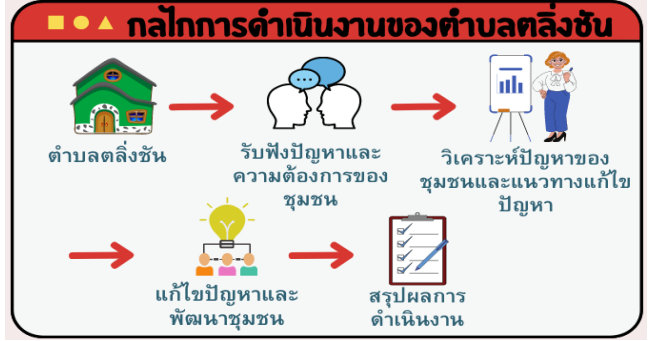 กลไกการดำเนินงานของตำบลตลิ่งชัน
ตำบลตลิ่งชัน
รับฟังปัญหาและ
ความต้องการของ
ชุมชน
วิเคราะห์ปัญหาของ
ชุมชนและแนวทางแก้ไข
ปัญหา
แก้ไขปัญหาและ
พัฒนาชุมชน
สรุปผลการ
ดำเนินงาน